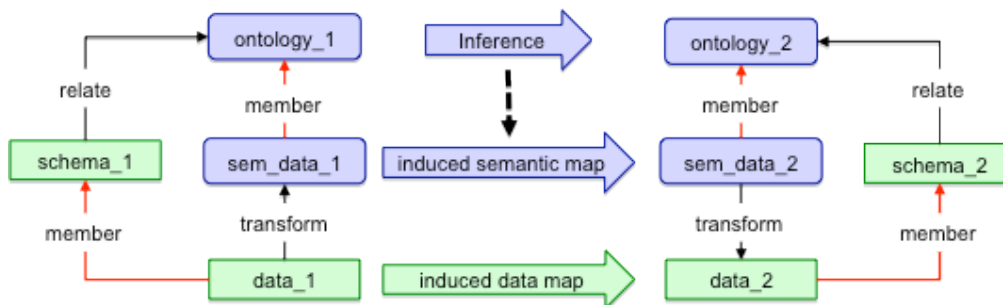 ontology_1
Inference
ontology_2
relate
member
member
relate
schema_1
sem_data_1
induced semantic map
sem_data_2
schema_2
member
transform
transform
member
data_1
induced data map
data_2